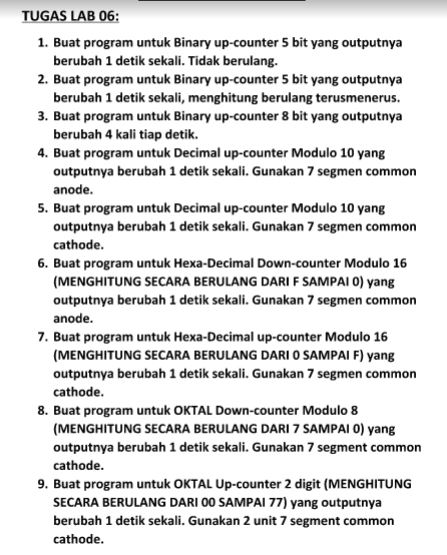 TUGAS LAB 06:
1. Buat program untuk Binary up-counter 5 bit yang outputnya
berubah 1 detik sekali. Tidak berulang.
2. Buat program untuk Binary up-counter 5 bit yang outputnya
berubah 1 detik sekali, menghitung berulang terusmenerus.
3. Buat program untuk Binary up-counter 8 bit yang outputnya
berubah 4 kali tiap detik.
4. Buat program untuk Decimal up-counter Modulo 10 yang
outputnya berubah 1 detik sekali. Gunakan 7 segmen common
anode.
5. Buat program untuk Decimal up-counter Modulo 10 yang
outputnya berubah 1 detik sekali. Gunakan 7 segmen common
cathode.
6. Buat program untuk Hexa-Decimal Down-counter Modulo 16
(MENGHITUNG SECARA BERULANG DARI F SAMPAI 0) yang
outputnya berubah 1 detik sekali. Gunakan 7 segmen common
anode.
7. Buat program untuk Hexa-Decimal up-counter Modulo 16
(MENGHITUNG SECARA BERULANG DARI 0 SAMPAI F) yang
outputnya berubah 1 detik sekali. Gunakan 7 segmen common
cathode.
8. Buat program untuk OKTAL Down-counter Modulo 8
(MENGHITUNG SECARA BERULANG DARI 7 SAMPAI 0) yang
outputnya berubah 1 detik sekali. Gunakan 7 segment common
cathode.
9. Buat program untuk OKTAL Up-counter 2 digit (MENGHITUNG
SECARA BERULANG DARI 00 SAMPAI 77) yang outputnya
berubah 1 detik sekali. Gunakan 2 unit 7 segment common
cathode.